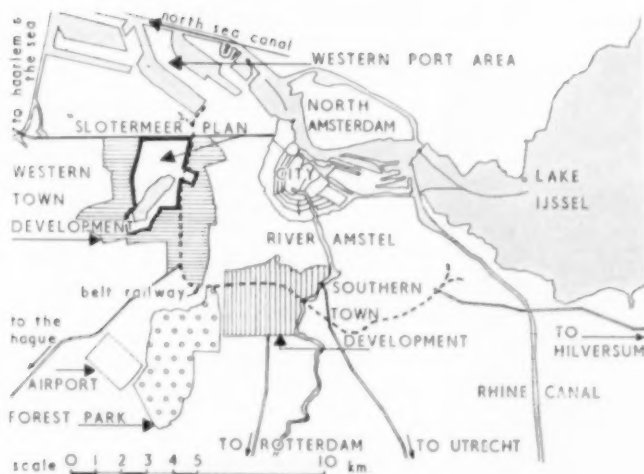 to haarlem &
the sea
north sea canal
WESTERN PORT AREA
NORTH
AMSTERDAM
SLOTERMEER PLAN
WESTERN
TOWN
DEVELOPMENT
CITY
LAKE
IJSSEL
RIVER AMSTEL
belt railway
SOUTHERN
TOWN
DEVELOPMENT
to the
hague
TO
HILVERSUM
AIRPORT
RHINE CANAL
FOREST PARK
TO ROTTERDAM
TO UTRECHT
scale 0 1 2 3 4 5 10
km.